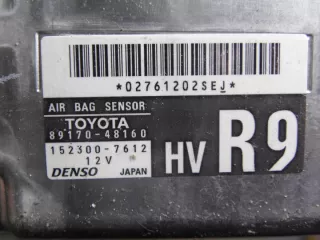 *02761202SEJ*
AIR BAG SENSOR
TOYOTA
89170-48160
152300-7612
12V
DENSO JAPAN
HV R9